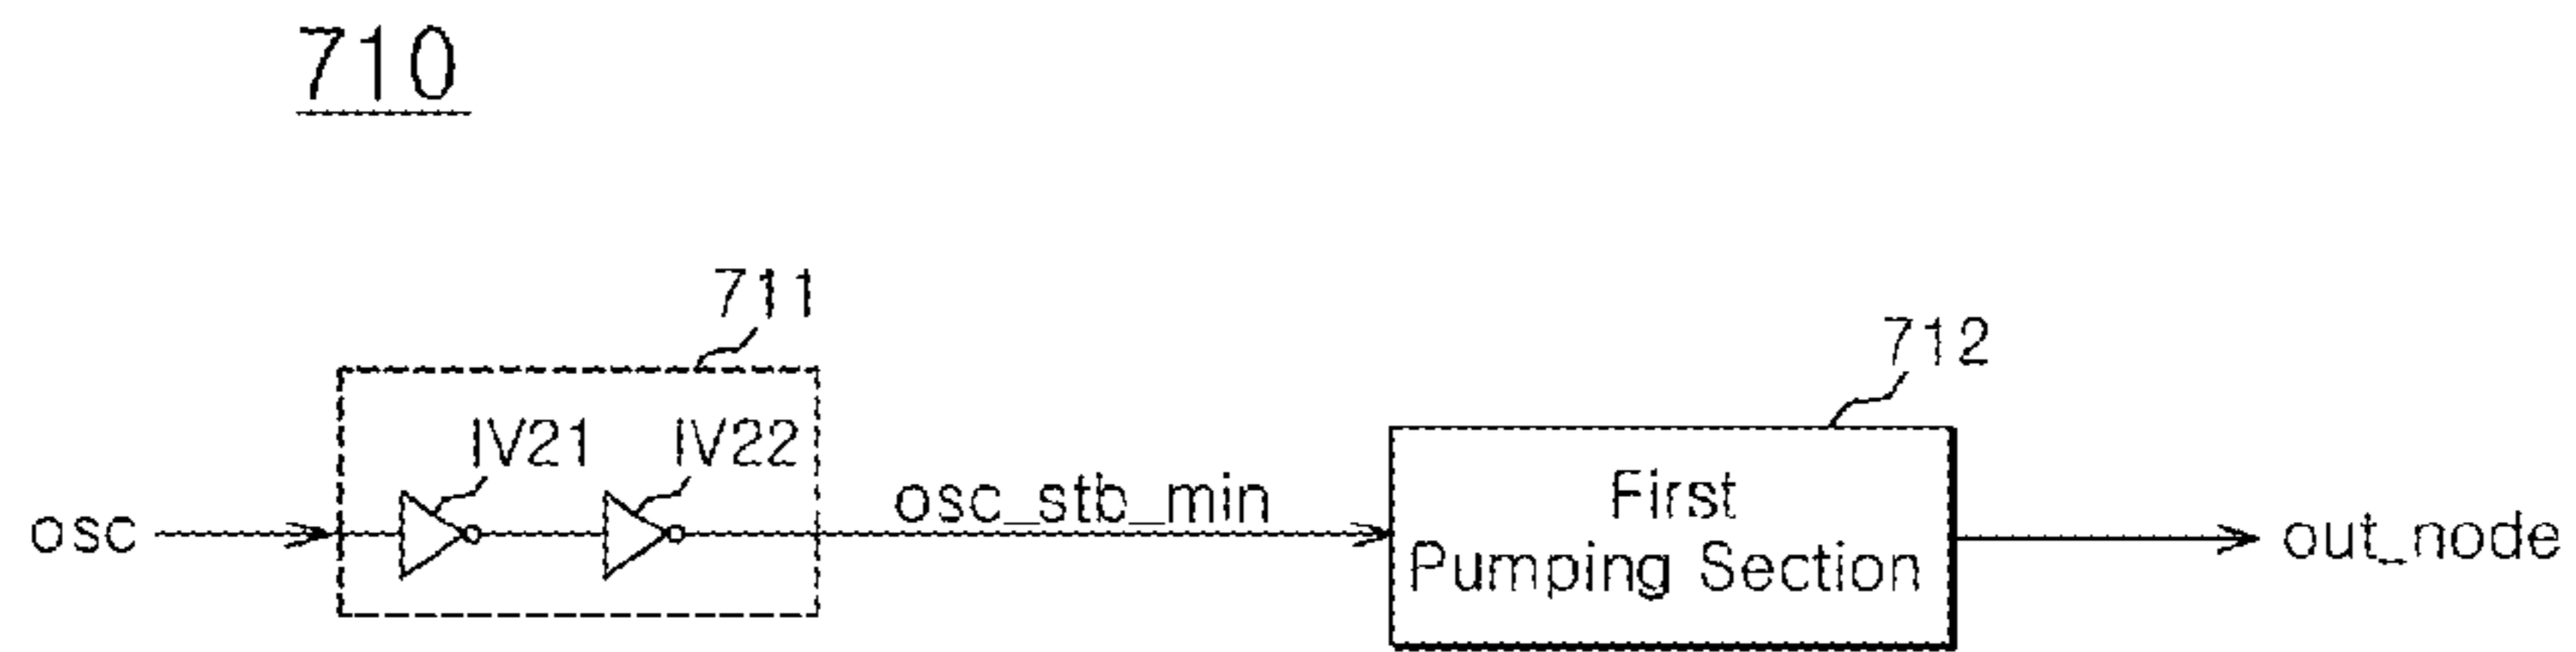 710
711
712
IV21
IV22
osc
osc_stb_min
First
Pumping Section
out_node